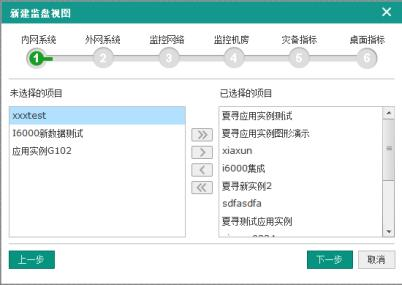 新建监盘视图
内网系统 外网系统 监控网络 监控机房 灾备指标 桌面指标
1 2 3 4 5 6
未选择的项目
xxxtest
I6000新数据测试
应用实例G102
已选择的项目
夏寻应用实例测试
夏寻应用实例图形演示
xiaxun
i6000集成
夏寻新实例2
sdfasdfa
夏寻测试应用实例
上一步 下一步 取消